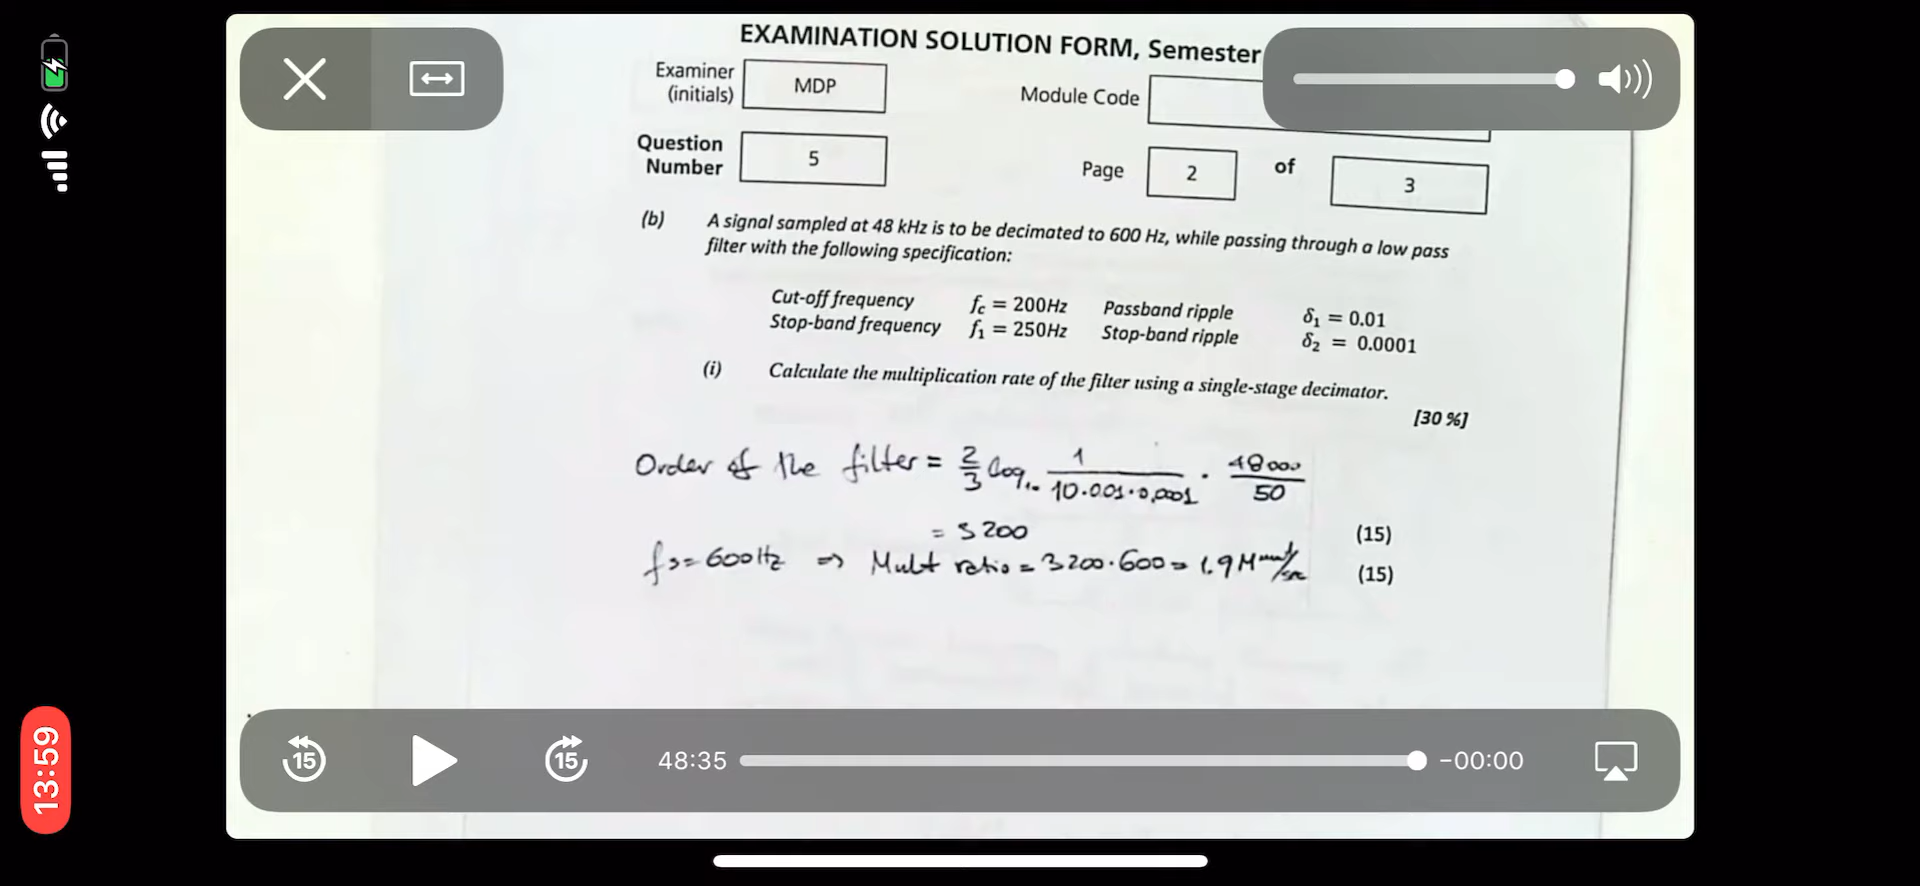 EXAMINATION SOLUTION FORM, Semester
Examiner (initials) MDP Module Code
Question Number 5 Page 2 of 3
(b) A signal sampled at 48 kHz is to be decimated to 600 Hz, while passing through a low pass
filter with the following specification:
Cut-off frequency f_c = 200Hz Passband ripple δ₁ = 0.01
Stop-band frequency f₁ = 250Hz Stop-band ripple δ₂ = 0.0001
(i) Calculate the multiplication rate of the filter using a single-stage decimator.
[30 %]
Order of the filter = 2/3 log₁₀ 1/(10·0.01·0,0001) · 48000/50
= 3200 (15)
fs = 600Hz ⇒ Mult ratio = 3200·600 = 1.9 M (15)
15 15 48:35 -00:00
13:59